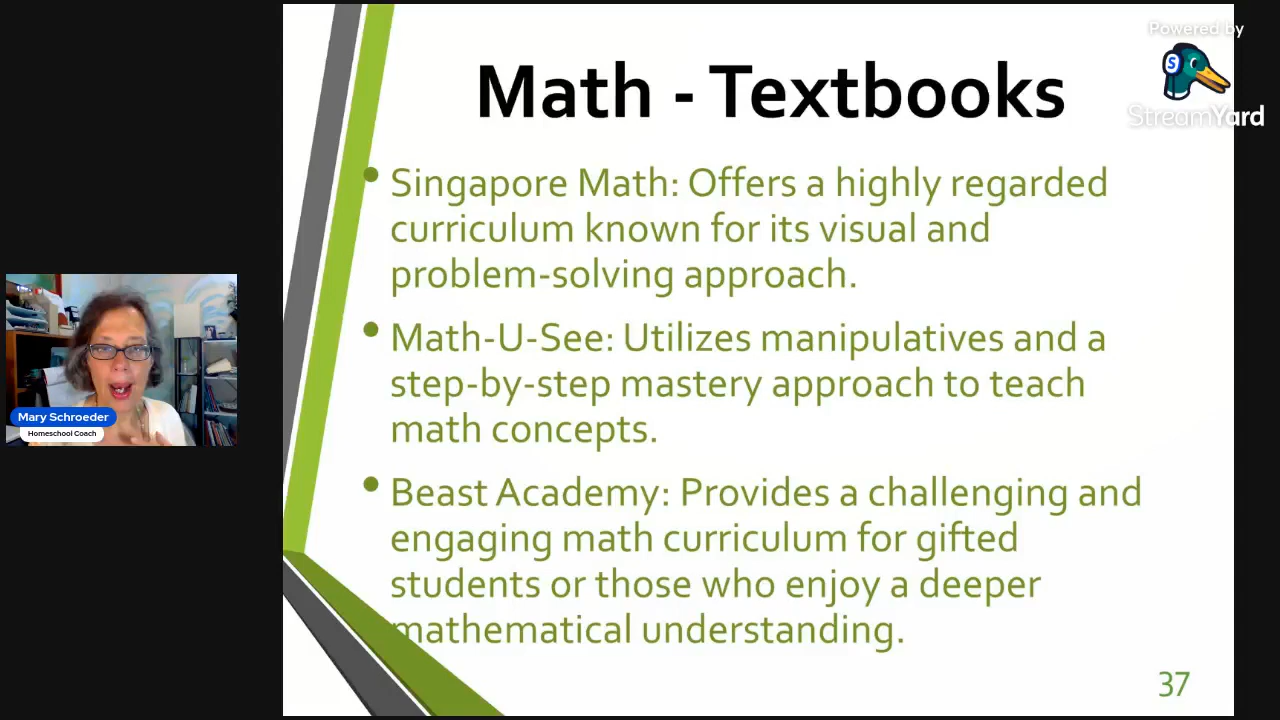 Powered by
S
StreamYard
Math - Textbooks
• Singapore Math: Offers a highly regarded
curriculum known for its visual and
problem-solving approach.
• Math-U-See: Utilizes manipulatives and a
step-by-step mastery approach to teach
math concepts.
• Beast Academy: Provides a challenging and
engaging math curriculum for gifted
students or those who enjoy a deeper
mathematical understanding.
37
Mary Schroeder
Homeschool Coach